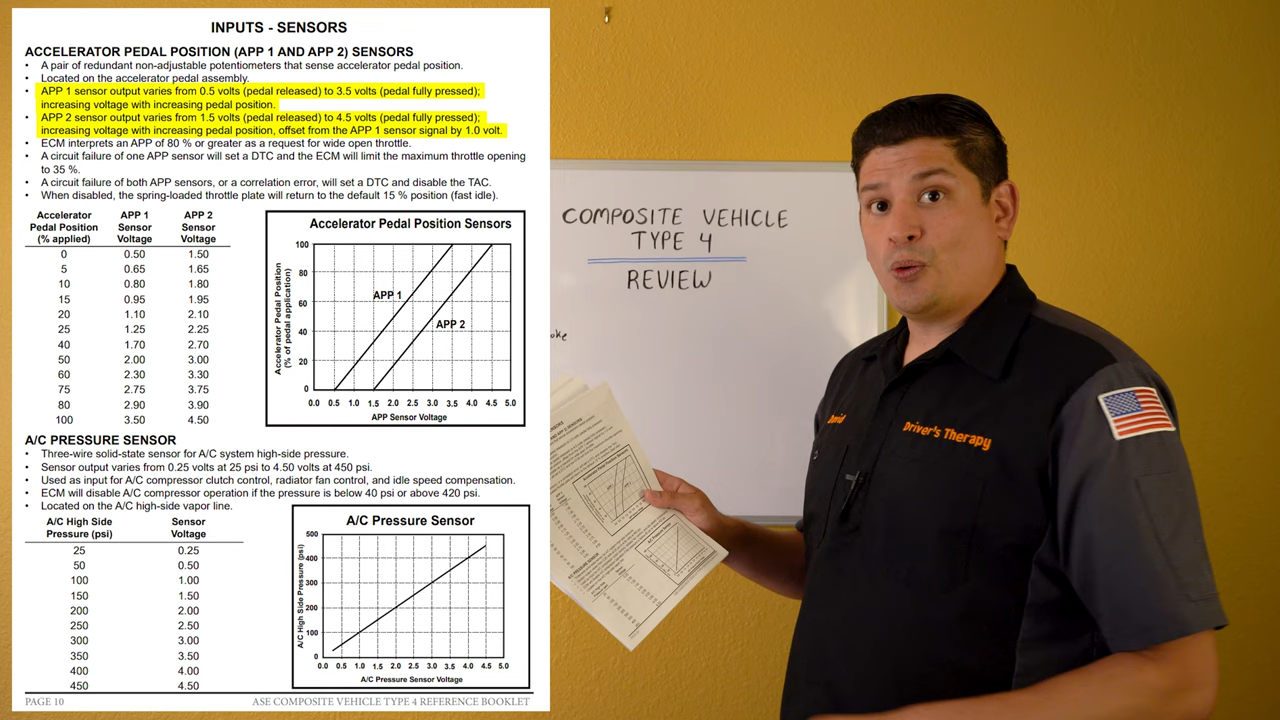 INPUTS - SENSORS
ACCELERATOR PEDAL POSITION (APP 1 AND APP 2) SENSORS
• A pair of redundant non-adjustable potentiometers that sense accelerator pedal position.
• Located on the accelerator pedal assembly.
• APP 1 sensor output varies from 0.5 volts (pedal released) to 3.5 volts (pedal fully pressed);
increasing voltage with increasing pedal position.
• APP 2 sensor output varies from 1.5 volts (pedal released) to 4.5 volts (pedal fully pressed);
increasing voltage with increasing pedal position, offset from the APP 1 sensor signal by 1.0 volt.
• ECM interprets an APP of 80 % or greater as a request for wide open throttle.
• A circuit failure of one APP sensor will set a DTC and the ECM will limit the maximum throttle opening
to 35 %.
• A circuit failure of both APP sensors, or a correlation error, will set a DTC and disable the TAC.
• When disabled, the spring-loaded throttle plate will return to the default 15 % position (fast idle).
Accelerator APP 1 APP 2
Pedal Position Sensor Sensor
(% applied) Voltage Voltage
0 0.50 1.50
5 0.65 1.65
10 0.80 1.80
15 0.95 1.95
20 1.10 2.10
25 1.25 2.25
40 1.70 2.70
50 2.00 3.00
60 2.30 3.30
75 2.75 3.75
80 2.90 3.90
100 3.50 4.50
Accelerator Pedal Position Sensors
Accelerator Pedal Position
(% of pedal application)
100
80
60
40
20
0
APP 1
APP 2
0.0 0.5 1.0 1.5 2.0 2.5 3.0 3.5 4.0 4.5 5.0
APP Sensor Voltage
A/C PRESSURE SENSOR
• Three-wire solid-state sensor for A/C system high-side pressure.
• Sensor output varies from 0.25 volts at 25 psi to 4.50 volts at 450 psi.
• Used as input for A/C compressor clutch control, radiator fan control, and idle speed compensation.
• ECM will disable A/C compressor operation if the pressure is below 40 psi or above 420 psi.
• Located on the A/C high-side vapor line.
A/C High Side Sensor
Pressure (psi) Voltage
25 0.25
50 0.50
100 1.00
150 1.50
200 2.00
250 2.50
300 3.00
350 3.50
400 4.00
450 4.50
A/C Pressure Sensor
A/C High Side Pressure (psi)
500
400
300
200
100
0
0.0 0.5 1.0 1.5 2.0 2.5 3.0 3.5 4.0 4.5 5.0
A/C Pressure Sensor Voltage
PAGE 10 ASE COMPOSITE VEHICLE TYPE 4 REFERENCE BOOKLET
COMPOSITE VEHICLE
TYPE 4
REVIEW
David
Driver's Therapy